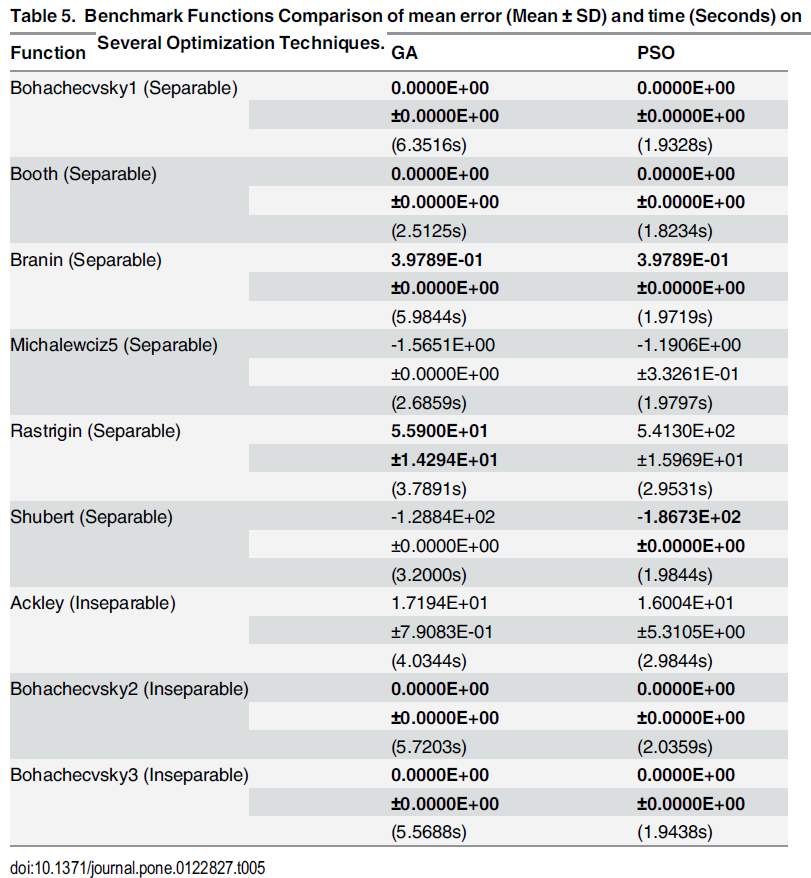 Table 5. Benchmark Functions Comparison of mean error (Mean ± SD) and time (Seconds) on
Several Optimization Techniques.
Function GA PSO
Bohachecvsky1 (Separable) 0.0000E+00 0.0000E+00
±0.0000E+00 ±0.0000E+00
(6.3516s) (1.9328s)
Booth (Separable) 0.0000E+00 0.0000E+00
±0.0000E+00 ±0.0000E+00
(2.5125s) (1.8234s)
Branin (Separable) 3.9789E-01 3.9789E-01
±0.0000E+00 ±0.0000E+00
(5.9844s) (1.9719s)
Michalewciz5 (Separable) -1.5651E+00 -1.1906E+00
±0.0000E+00 ±3.3261E-01
(2.6859s) (1.9797s)
Rastrigin (Separable) 5.5900E+01 5.4130E+02
±1.4294E+01 ±1.5969E+01
(3.7891s) (2.9531s)
Shubert (Separable) -1.2884E+02 -1.8673E+02
±0.0000E+00 ±0.0000E+00
(3.2000s) (1.9844s)
Ackley (Inseparable) 1.7194E+01 1.6004E+01
±7.9083E-01 ±5.3105E+00
(4.0344s) (2.9844s)
Bohachecvsky2 (Inseparable) 0.0000E+00 0.0000E+00
±0.0000E+00 ±0.0000E+00
(5.7203s) (2.0359s)
Bohachecvsky3 (Inseparable) 0.0000E+00 0.0000E+00
±0.0000E+00 ±0.0000E+00
(5.5688s) (1.9438s)
doi:10.1371/journal.pone.0122827.t005